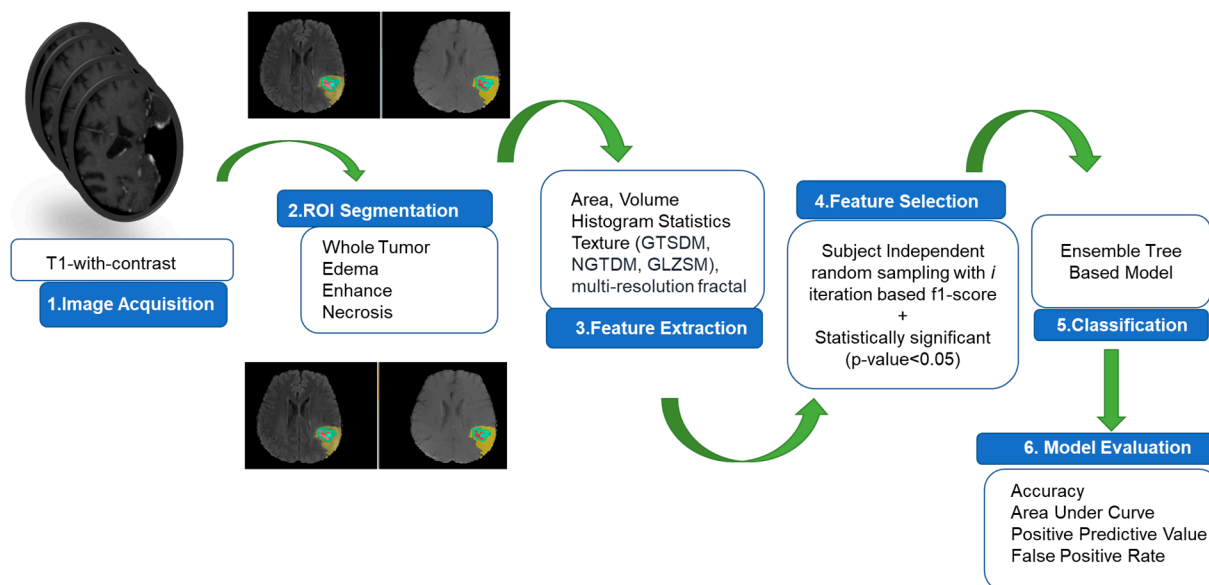 T1-with-contrast
1.Image Acquisition
2.ROI Segmentation
Whole Tumor
Edema
Enhance
Necrosis
Area, Volume
Histogram Statistics
Texture (GTSDM,
NGTDM, GLZSM),
multi-resolution fractal
3.Feature Extraction
4.Feature Selection
Subject Independent
random sampling with i
iteration based f1-score
+
Statistically significant
(p-value<0.05)
Ensemble Tree
Based Model
5.Classification
6. Model Evaluation
Accuracy
Area Under Curve
Positive Predictive Value
False Positive Rate